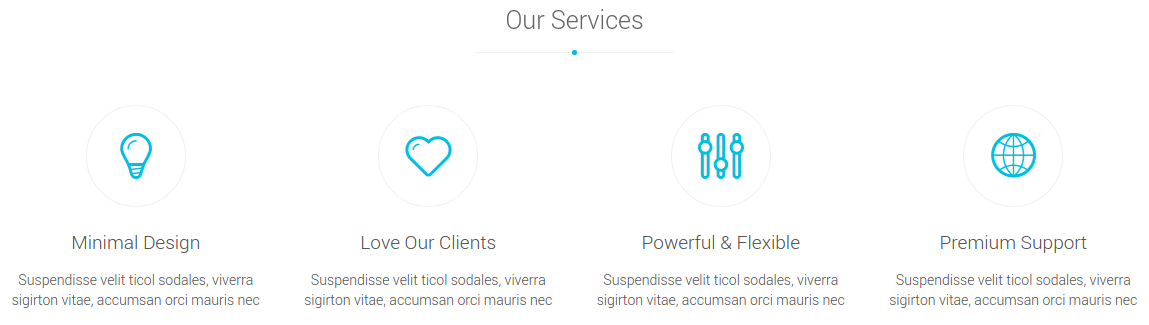 Our Services
Minimal Design
Suspendisse velit ticol sodales, viverra
sigirton vitae, accumsan orci mauris nec
Love Our Clients
Suspendisse velit ticol sodales, viverra
sigirton vitae, accumsan orci mauris nec
Powerful & Flexible
Suspendisse velit ticol sodales, viverra
sigirton vitae, accumsan orci mauris nec
Premium Support
Suspendisse velit ticol sodales, viverra
sigirton vitae, accumsan orci mauris nec